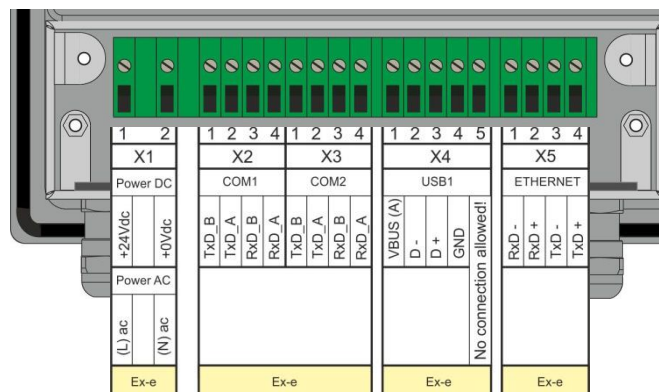 1 2 1 2 3 4 1 2 3 4 1 2 3 4 5 1 2 3 4
X1 X2 X3 X4 X5
Power DC COM1 COM2 USB1 ETHERNET
+24Vdc +0Vdc TxD_B TxD_A RxD_B RxD_A TxD_B TxD_A RxD_B RxD_A VBUS (A) D - D + GND No connection allowed! RxD - RxD + TxD - TxD +
Power AC
(L) ac (N) ac
Ex-e Ex-e Ex-e Ex-e